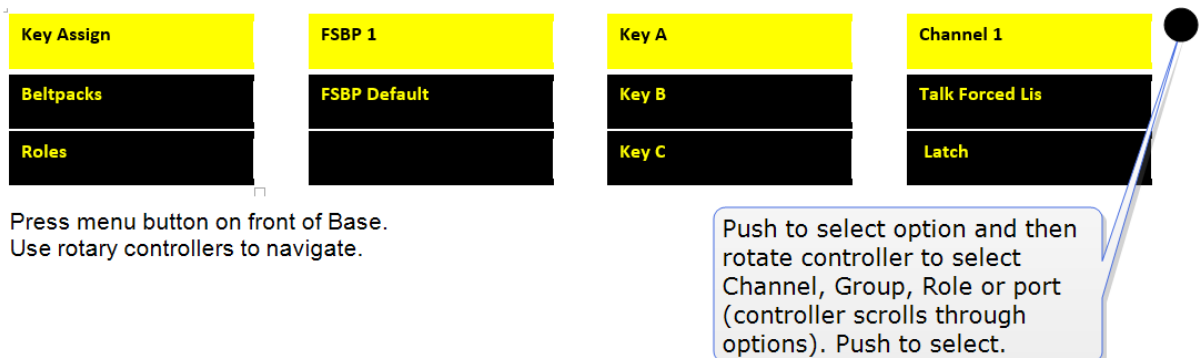 Key Assign
FSBP 1
Key A
Channel 1
Beltpacks
FSBP Default
Key B
Talk Forced Lis
Roles
Key C
Latch
Press menu button on front of Base.
Use rotary controllers to navigate.
Push to select option and then
rotate controller to select
Channel, Group, Role or port
(controller scrolls through
options). Push to select.